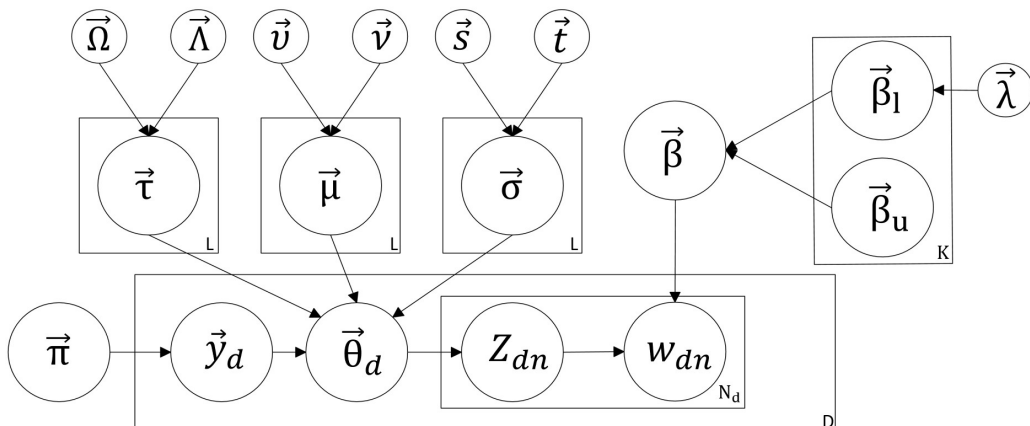 Ω⃗ Λ⃗ υ⃗ ν⃗ s⃗ t⃗
β⃗l λ⃗
β⃗
τ⃗ μ⃗ σ⃗
β⃗u
L L L K
π⃗ y⃗d θ⃗d Zdn wdn
Nd
D